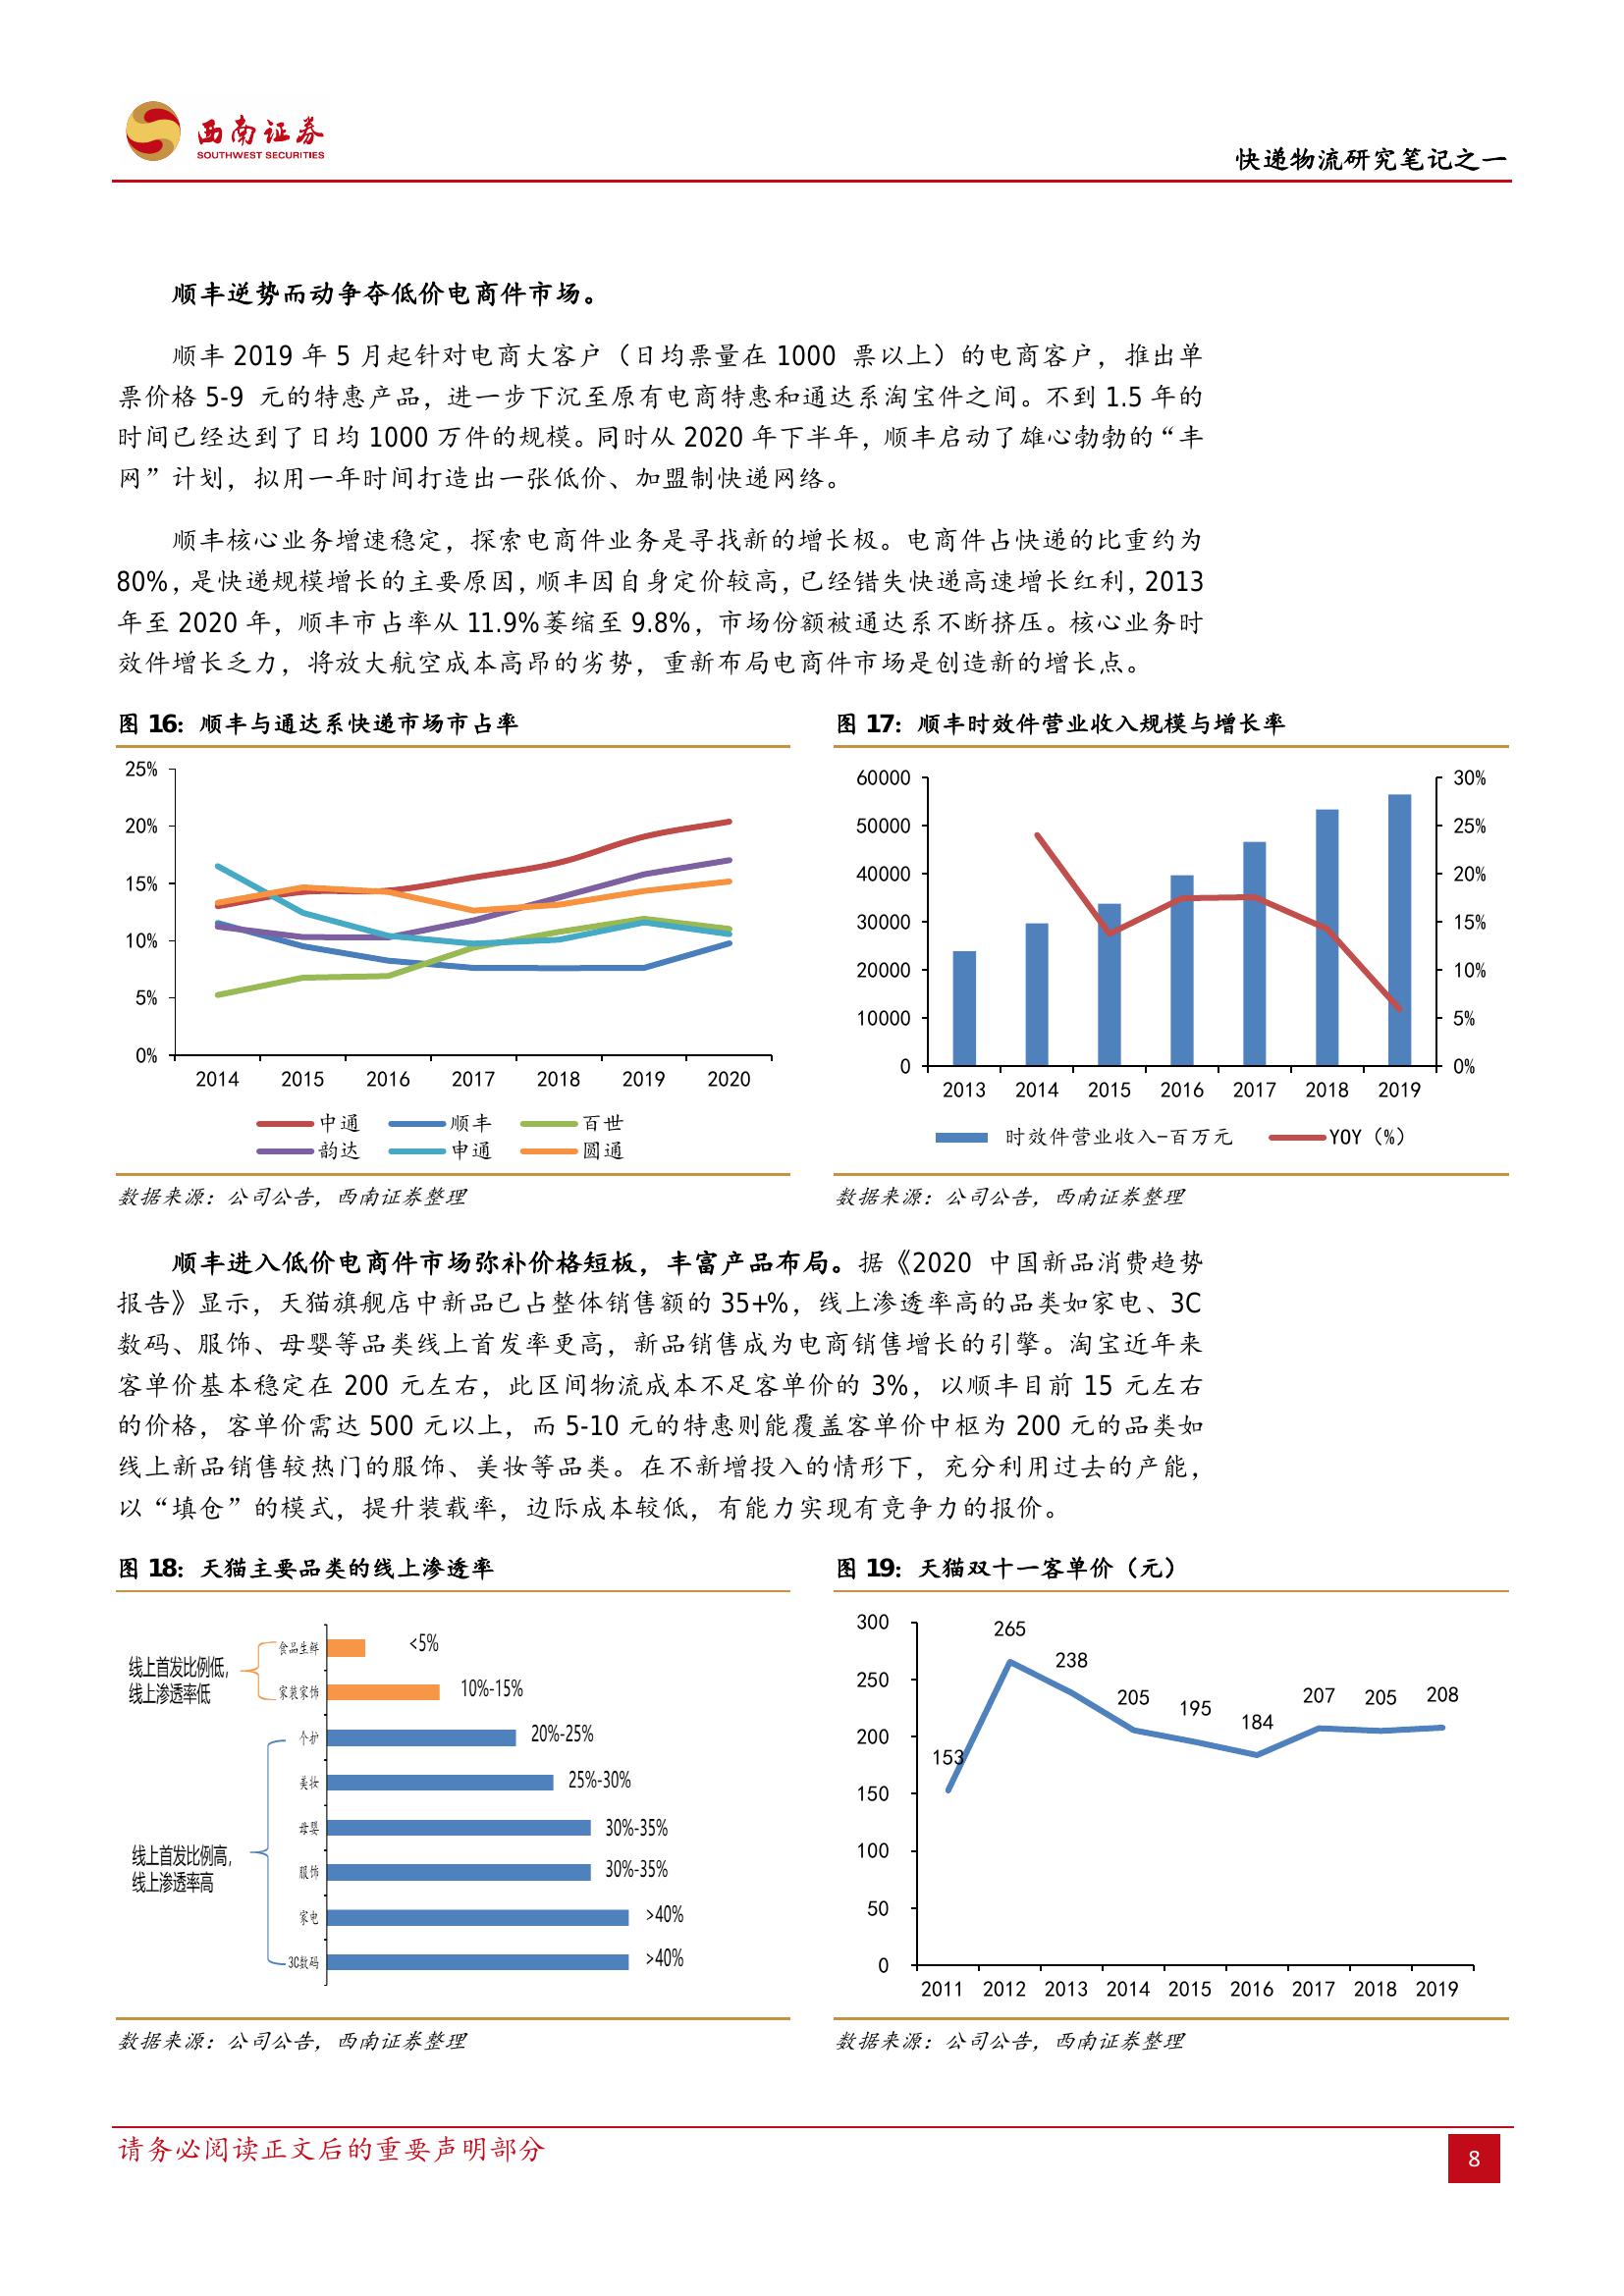 西南证券
SOUTHWEST SECURITIES
快递物流研究笔记之一
顺丰逆势而动争夺低价电商件市场。
顺丰 2019 年 5 月起针对电商大客户（日均票量在 1000 票以上）的电商客户，推出单
票价格 5-9 元的特惠产品，进一步下沉至原有电商特惠和通达系淘宝件之间。不到 1.5 年的
时间已经达到了日均 1000 万件的规模。同时从 2020 年下半年，顺丰启动了雄心勃勃的“丰
网”计划，拟用一年时间打造出一张低价、加盟制快递网络。
顺丰核心业务增速稳定，探索电商件业务是寻找新的增长极。电商件占快递的比重约为
80%，是快递规模增长的主要原因，顺丰因自身定价较高，已经错失快递高速增长红利，2013
年至 2020 年，顺丰市占率从 11.9%萎缩至 9.8%，市场份额被通达系不断挤压。核心业务时
效件增长乏力，将放大航空成本高昂的劣势，重新布局电商件市场是创造新的增长点。
图 16：顺丰与通达系快递市场市占率
25%
20%
15%
10%
5%
0%
2014 2015 2016 2017 2018 2019 2020
中通 顺丰 百世
韵达 申通 圆通
数据来源：公司公告，西南证券整理
图 17：顺丰时效件营业收入规模与增长率
60000 30%
50000 25%
40000 20%
30000 15%
20000 10%
10000 5%
0 0%
2013 2014 2015 2016 2017 2018 2019
时效件营业收入-百万元 YOY（%）
数据来源：公司公告，西南证券整理
顺丰进入低价电商件市场弥补价格短板，丰富产品布局。据《2020 中国新品消费趋势
报告》显示，天猫旗舰店中新品已占整体销售额的 35+%，线上渗透率高的品类如家电、3C
数码、服饰、母婴等品类线上首发率更高，新品销售成为电商销售增长的引擎。淘宝近年来
客单价基本稳定在 200 元左右，此区间物流成本不足客单价的 3%，以顺丰目前 15 元左右
的价格，客单价需达 500 元以上，而 5-10 元的特惠则能覆盖客单价中枢为 200 元的品类如
线上新品销售较热门的服饰、美妆等品类。在不新增投入的情形下，充分利用过去的产能，
以“填仓”的模式，提升装载率，边际成本较低，有能力实现有竞争力的报价。
图 18：天猫主要品类的线上渗透率
线上首发比例低，
线上渗透率低
食品生鲜 <5%
家装家饰 10%-15%
个护 20%-25%
美妆 25%-30%
母婴 30%-35%
线上首发比例高，
线上渗透率高
服饰 30%-35%
家电 >40%
3C数码 >40%
数据来源：公司公告，西南证券整理
图 19：天猫双十一客单价（元）
300
250
200
150
100
50
0
153 265 238 205 195 184 207 205 208
2011 2012 2013 2014 2015 2016 2017 2018 2019
数据来源：公司公告，西南证券整理
请务必阅读正文后的重要声明部分
8